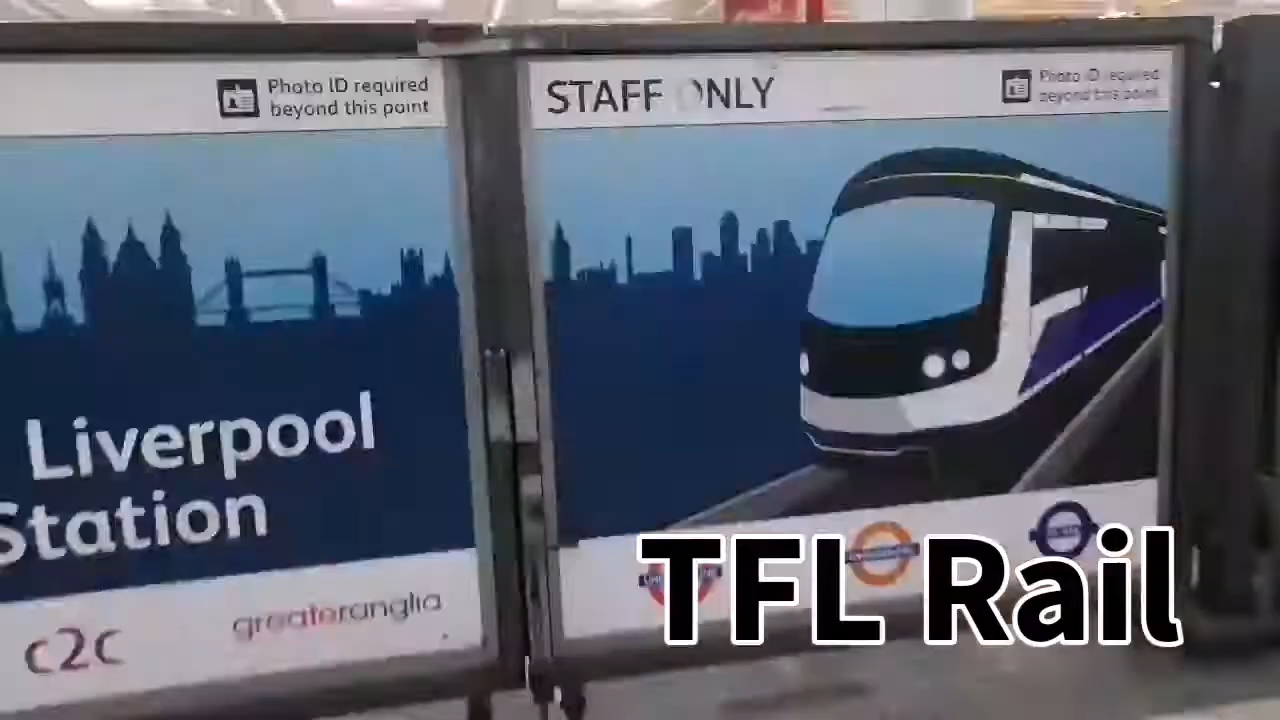 Photo ID required
beyond this point
STAFF ONLY
Photo ID required
beyond this point
Liverpool
Station
c2c
greateranglia
TFL Rail